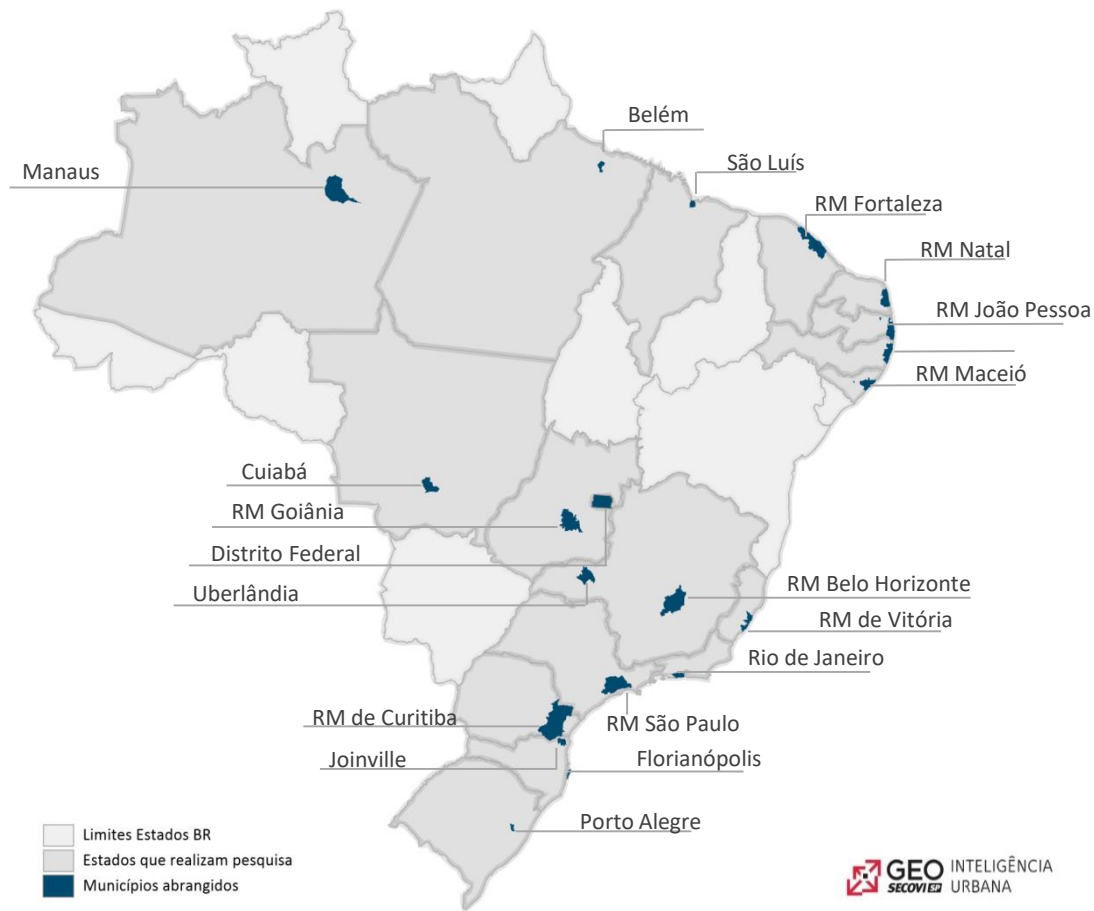 Belém
São Luís
Manaus
RM Fortaleza
RM Natal
RM João Pessoa
RM Maceió
Cuiabá
RM Goiânia
Distrito Federal
Uberlândia
RM Belo Horizonte
RM de Vitória
Rio de Janeiro
RM de Curitiba
RM São Paulo
Joinville
Florianópolis
Porto Alegre
Limites Estados BR
Estados que realizam pesquisa
Municípios abrangidos
GEO INTELIGÊNCIA
SECOVI SP URBANA